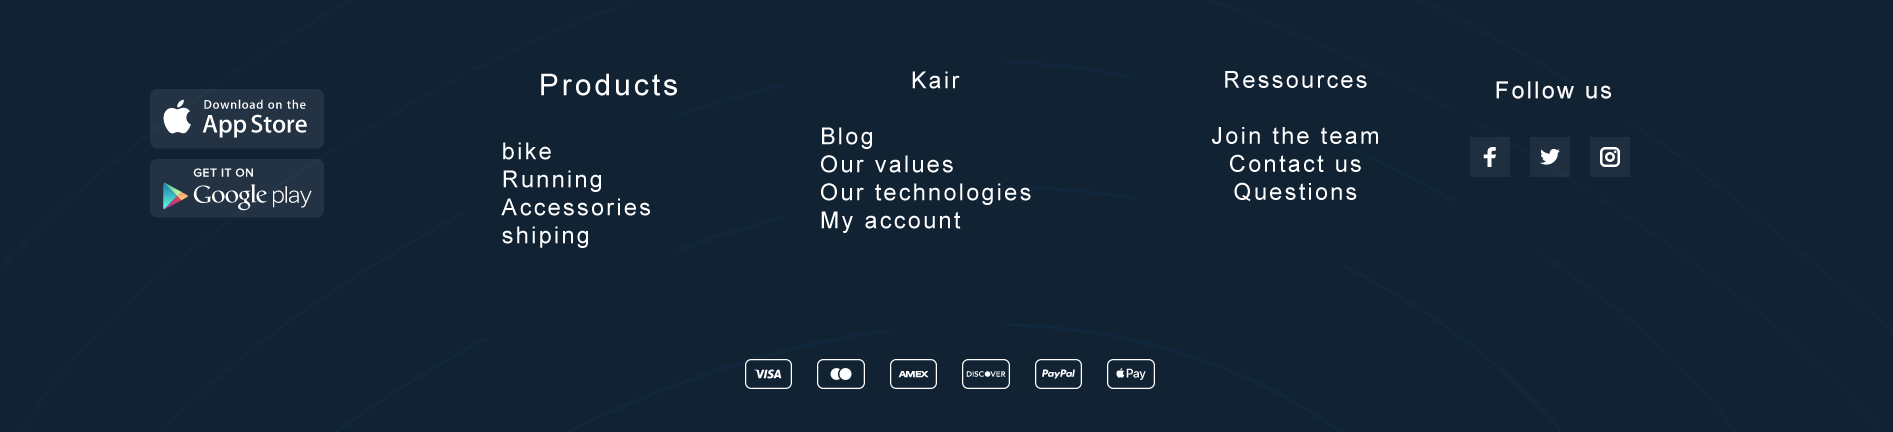 Download on the
App Store
GET IT ON
Google play
Products
bike
Running
Accessories
shiping
Kair
Blog
Our values
Our technologies
My account
Ressources
Join the team
Contact us
Questions
Follow us
VISA
AMEX
DISCOVER
PayPal
Pay